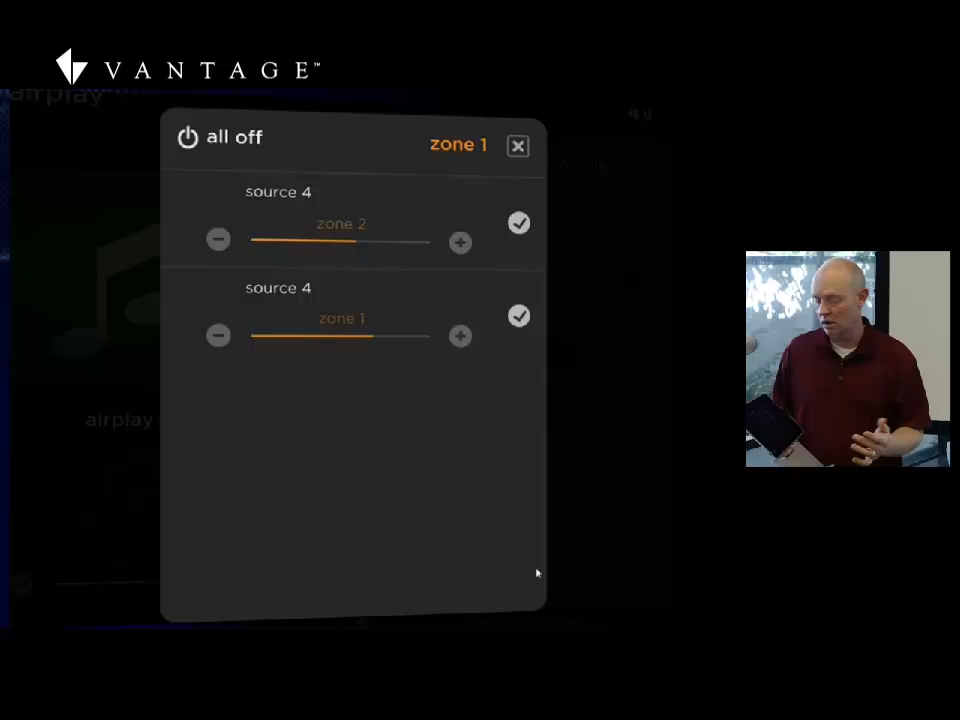 VANTAGE™
airplay
all off
zone 1
source 4
zone 2
source 4
zone 1
airplay